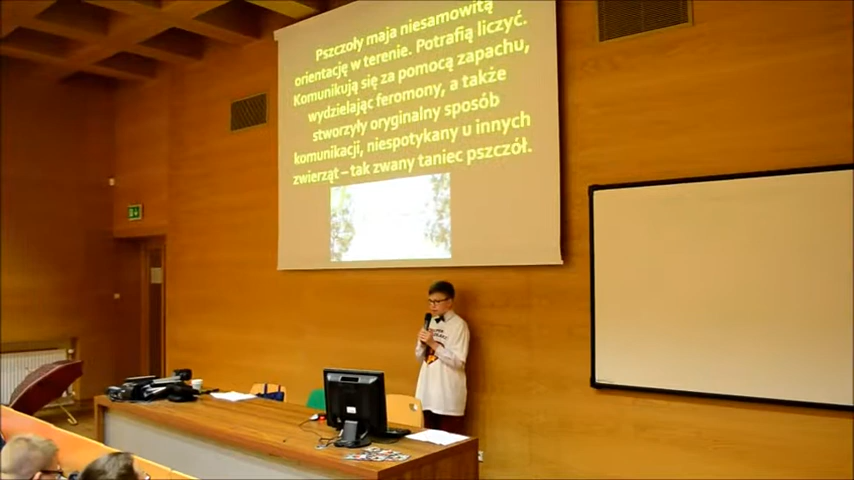 Pszczoły maja niesamowitą
orientację w terenie. Potrafią liczyć.
Komunikują się za pomocą zapachu,
wydzielając feromony, a także
stworzyły oryginalny sposób
komunikacji, niespotykany u innych
zwierząt – tak zwany taniec pszczół.